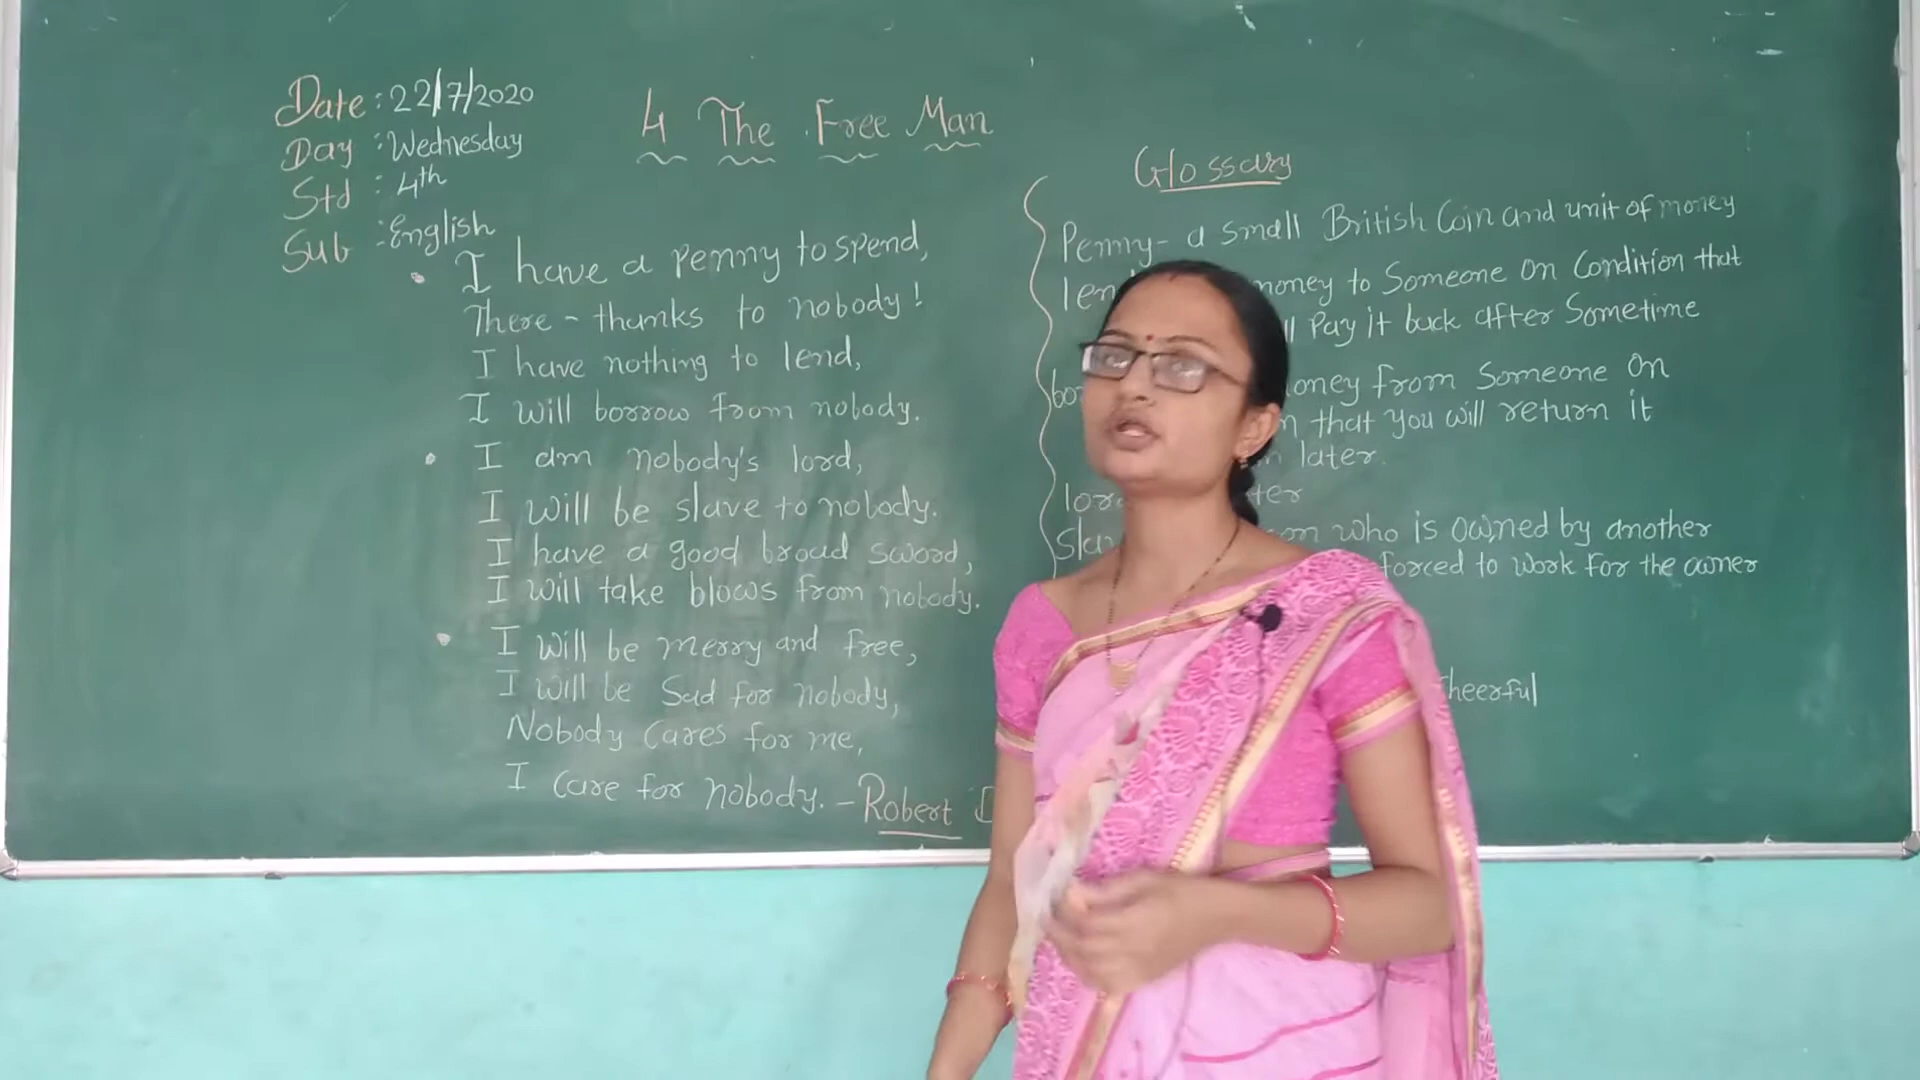 Date : 22/7/2020
Day : Wednesday
Std : 4th
Sub : English
4 The Free Man
I have a penny to spend,
There - thanks to nobody!
I have nothing to lend,
I will borrow from nobody.
I am nobody's lord,
I will be slave to nobody.
I have a good broad sword,
I will take blows from nobody.
I will be merry and free,
I will be Sad for nobody,
Nobody Cares for me,
I Care for nobody. - Robert
Glossary
Penny - a small British Coin and unit of money
money to Someone On Condition that
Pay it back after Sometime
from Someone On
that you will return it
later.
who is owned by another
forced to work for the owner